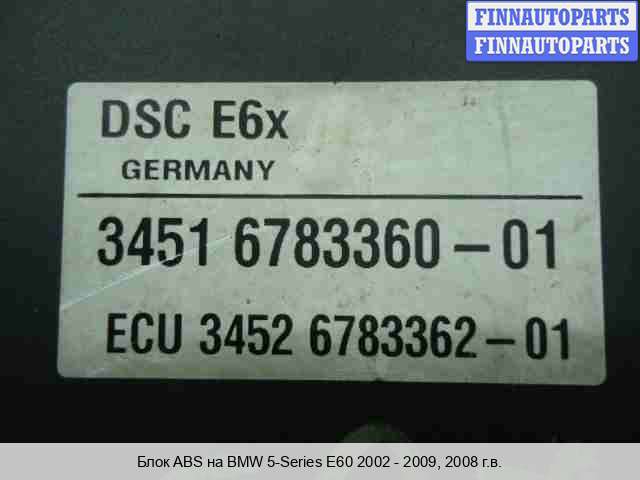 FINNAUTOPARTS
FINNAUTOPARTS
DSC E6x
GERMANY
3451 6783360-01
ECU 3452 6783362-01
Блок ABS на BMW 5-Series E60 2002 - 2009, 2008 г.в.